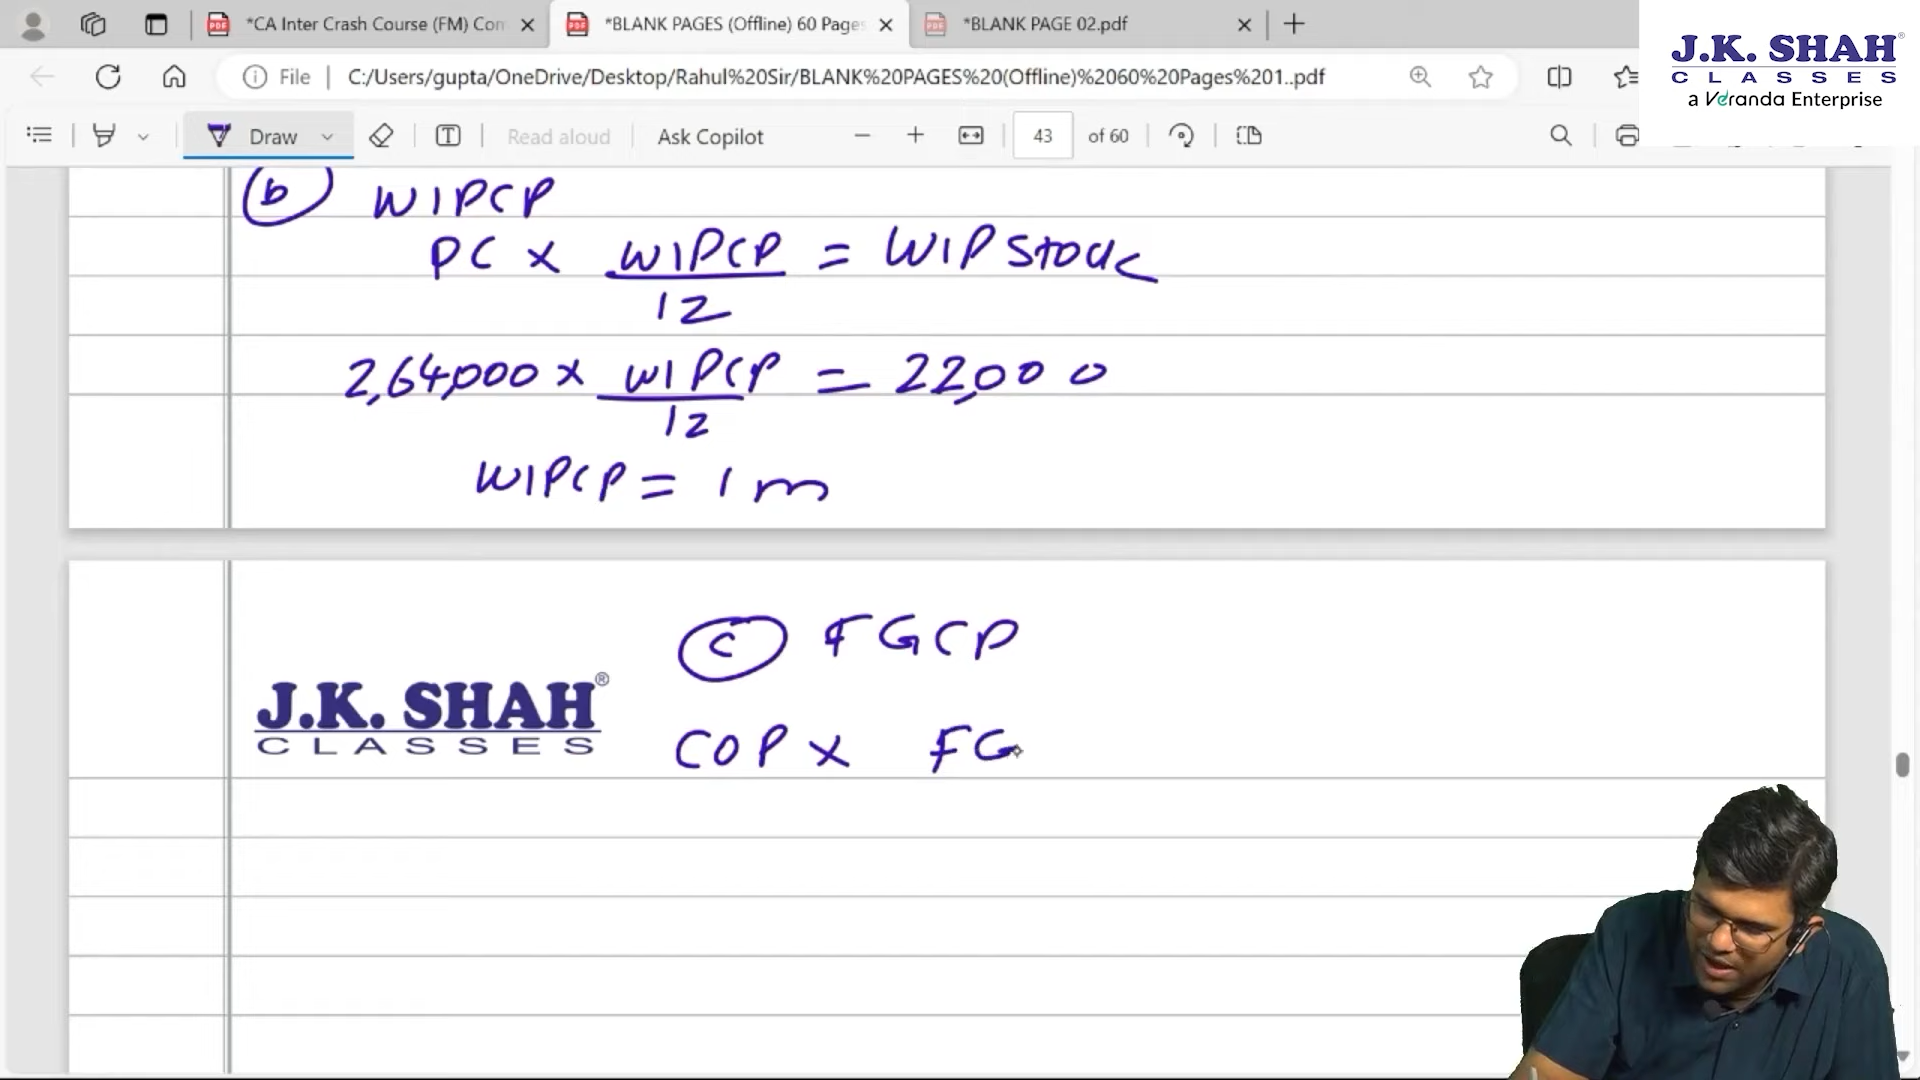 *CA Inter Crash Course (FM) Con
*BLANK PAGES (Offline) 60 Pages
*BLANK PAGE 02.pdf
J.K. SHAH®
CLASSES
a Veranda Enterprise
File
C:/Users/gupta/OneDrive/Desktop/Rahul%20Sir/BLANK%20PAGES%20(Offline)%2060%20Pages%201..pdf
Draw
Read aloud
Ask Copilot
43 of 60
(b) WIPCP
PC × WIPCP = WIP Stock
12
2,64,000 × WIPCP = 22,000
12
WIPCP = 1 m
(c) FGCP
J.K. SHAH®
CLASSES
COP × FG